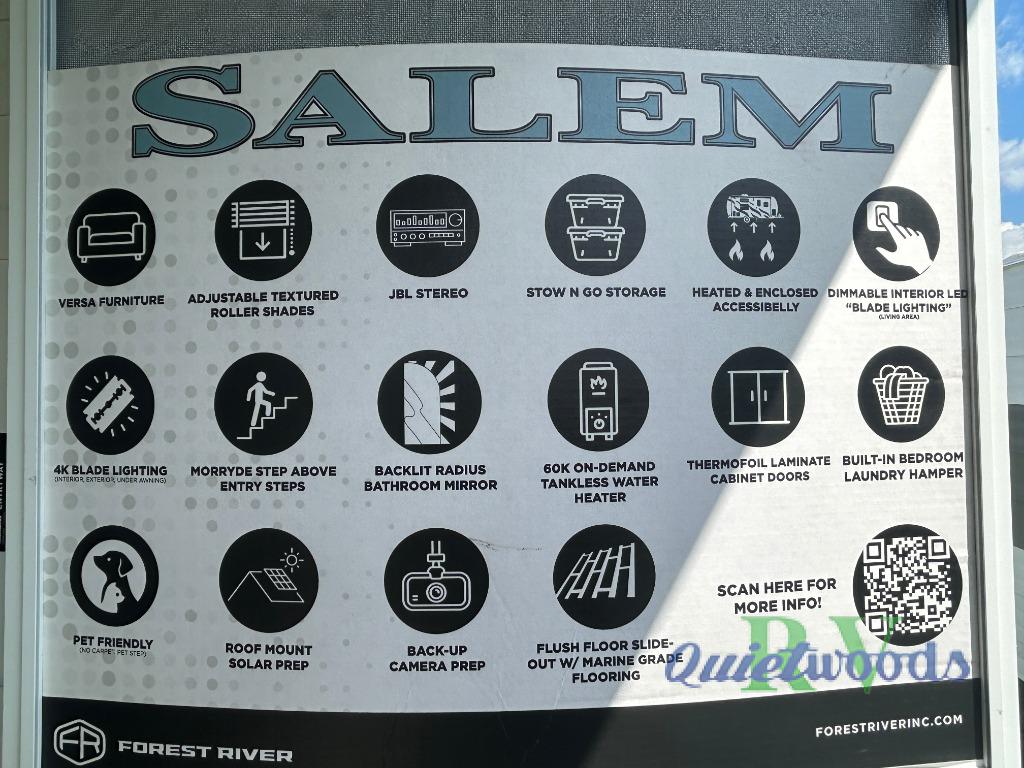 SALEM
VERSA FURNITURE
ADJUSTABLE TEXTURED
ROLLER SHADES
JBL STEREO
STOW N GO STORAGE
HEATED & ENCLOSED
ACCESSIBELLY
DIMMABLE INTERIOR LED
"BLADE LIGHTING"
(LIVING AREA)
4K BLADE LIGHTING
(INTERIOR, EXTERIOR, UNDER AWNING)
MORRYDE STEP ABOVE
ENTRY STEPS
BACKLIT RADIUS
BATHROOM MIRROR
60K ON-DEMAND
TANKLESS WATER
HEATER
THERMOFOIL LAMINATE
CABINET DOORS
BUILT-IN BEDROOM
LAUNDRY HAMPER
PET FRIENDLY
(NO CARPET, PET STEP)
ROOF MOUNT
SOLAR PREP
BACK-UP
CAMERA PREP
FLUSH FLOOR SLIDE-
OUT W/ MARINE GRADE
FLOORING
SCAN HERE FOR
MORE INFO!
RV
Quietwoods
FR FOREST RIVER
FORESTRIVERINC.COM